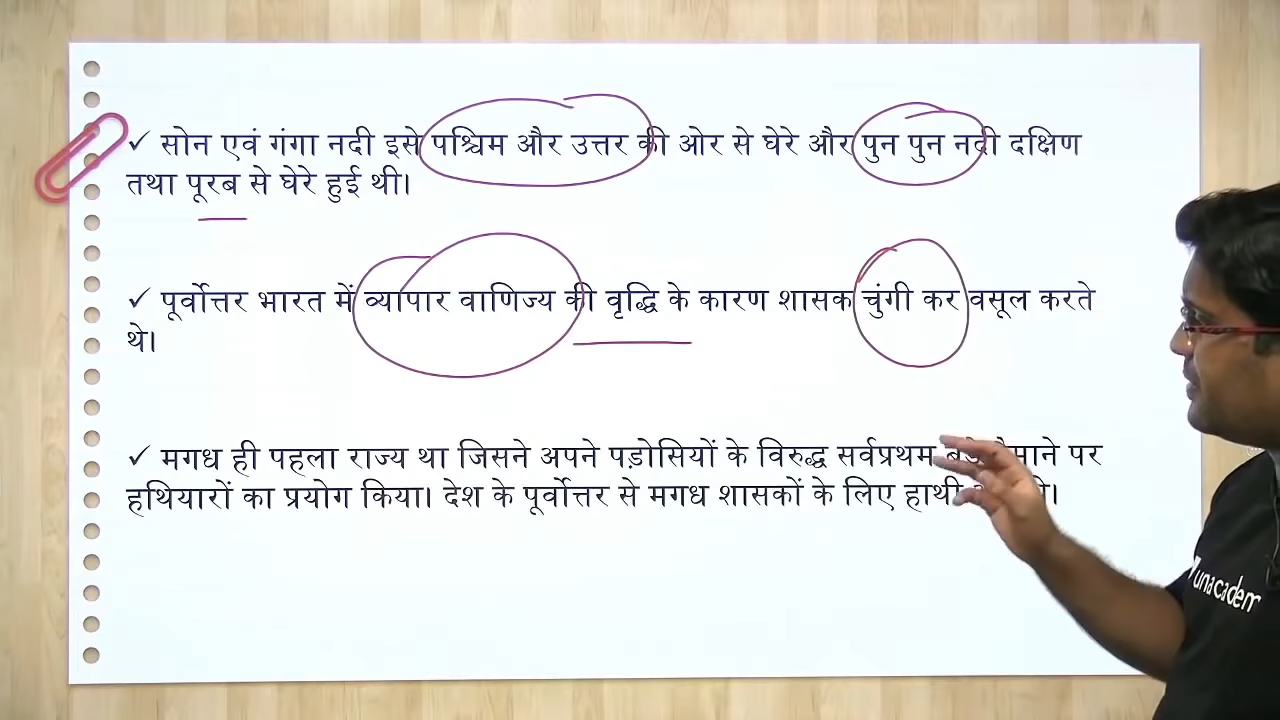 ✓ सोन एवं गंगा नदी इसे पश्चिम और उत्तर की ओर से घेरे और पुन पुन नदी दक्षिण
तथा पूरब से घेरे हुई थी।
✓ पूर्वोत्तर भारत में व्यापार वाणिज्य की वृद्धि के कारण शासक चुंगी कर वसूल करते
थे।
✓ मगध ही पहला राज्य था जिसने अपने पड़ोसियों के विरुद्ध सर्वप्रथम पर
हथियारों का प्रयोग किया। देश के पूर्वोत्तर से मगध शासकों के लिए हाथी
unacadem